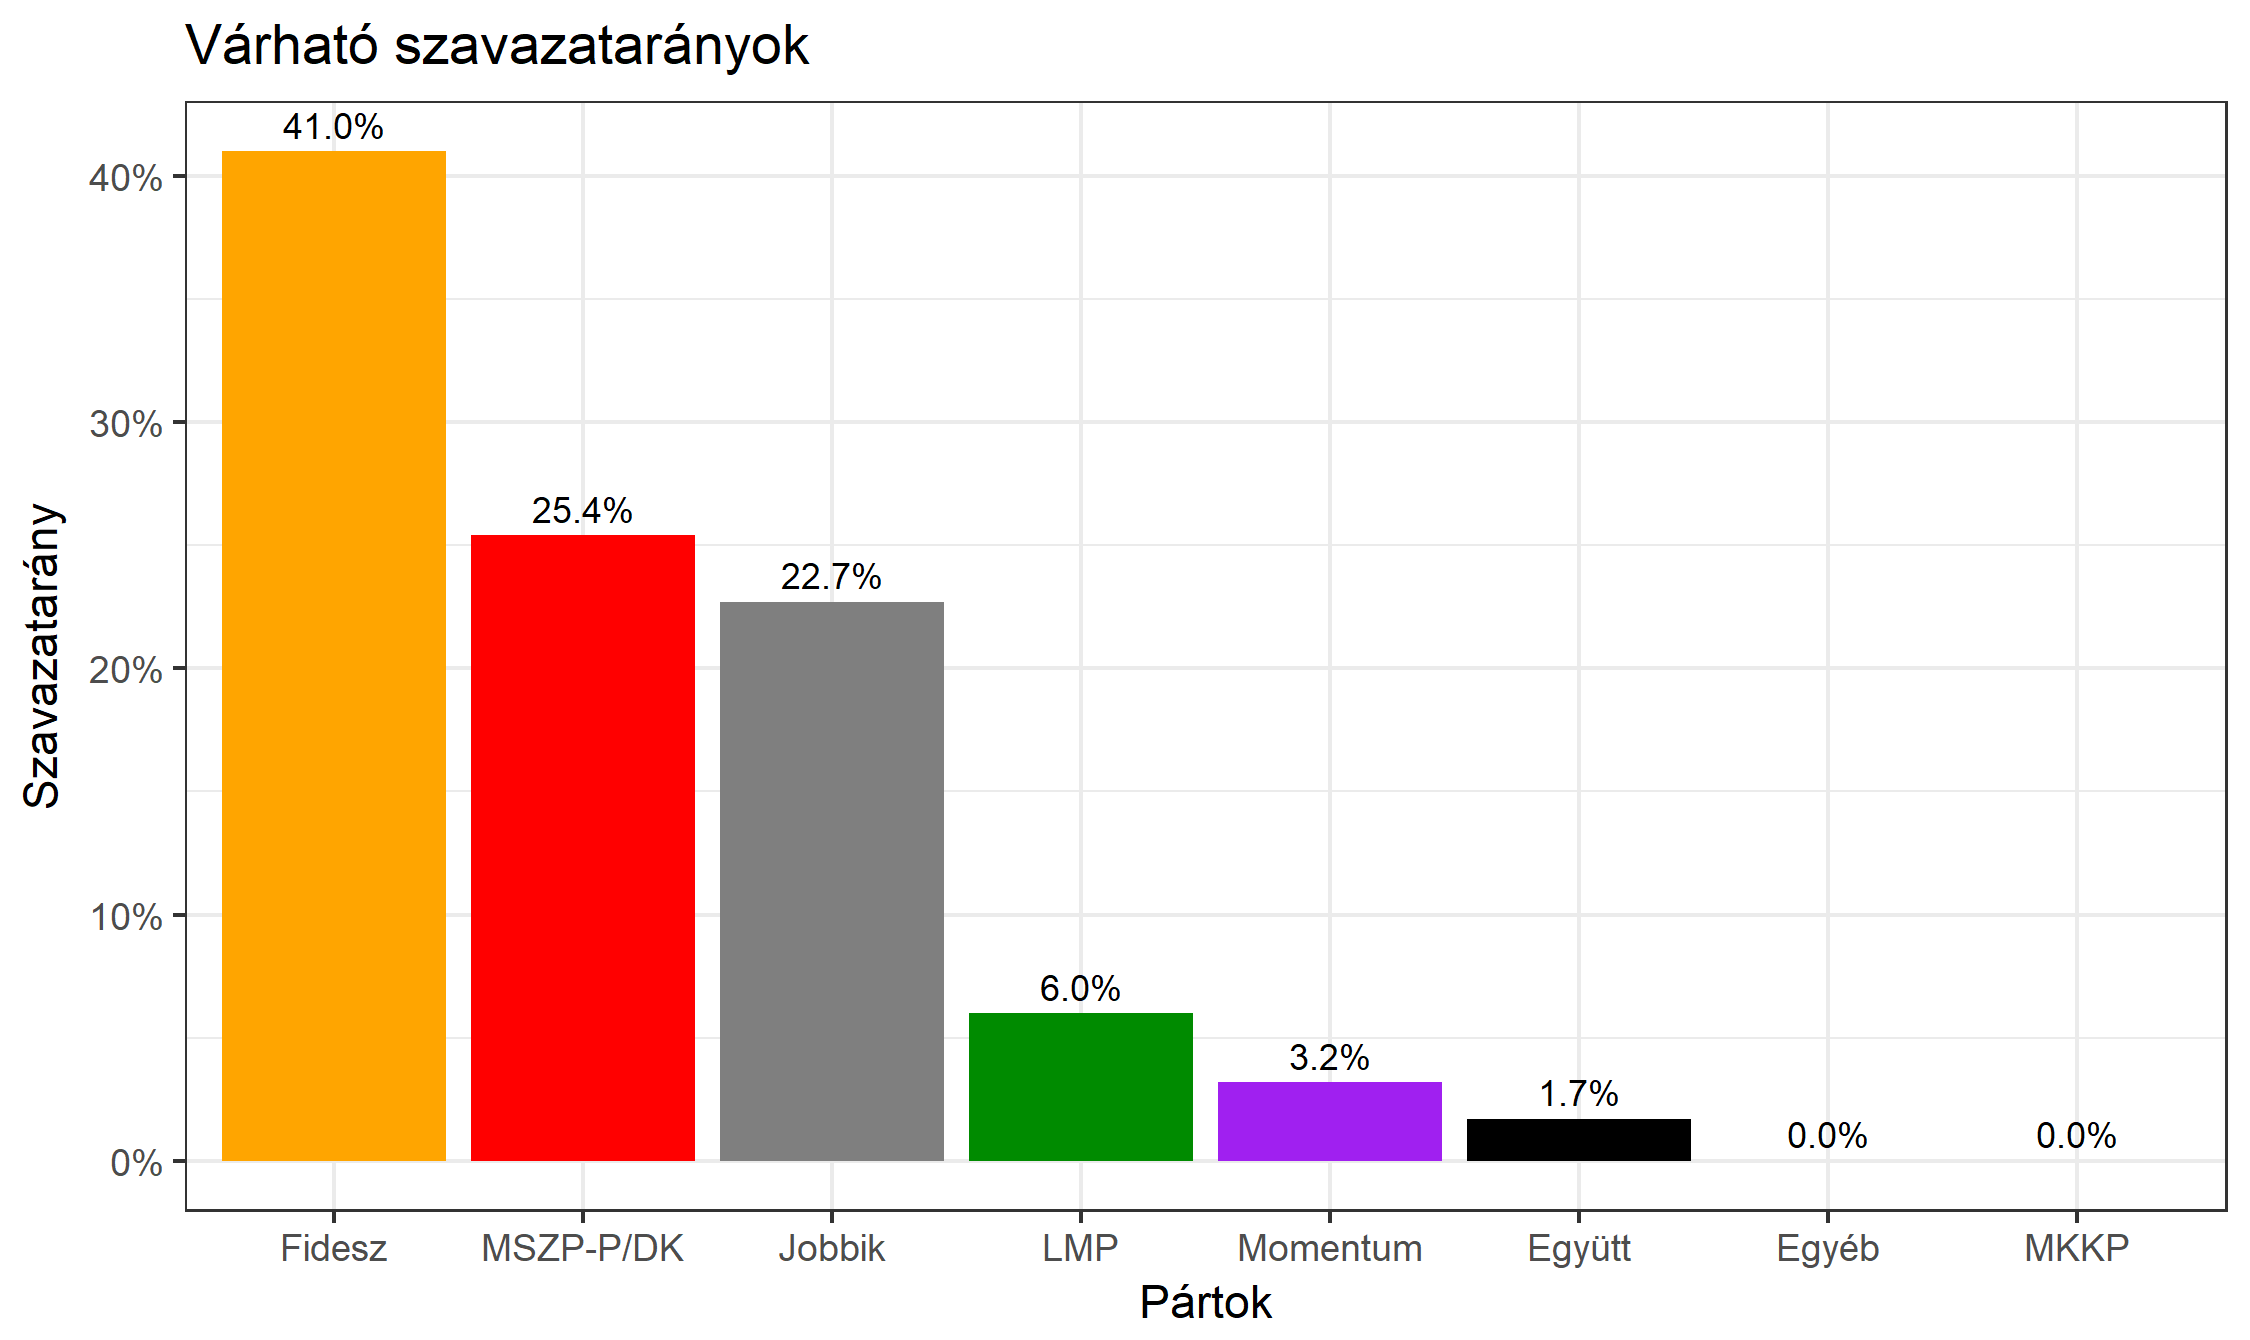 Várható szavazatarányok
41.0%
25.4%
22.7%
6.0%
3.2%
1.7%
0.0%
0.0%
40%
30%
20%
10%
0%
Szavazatarány
Fidesz
MSZP-P/DK
Jobbik
LMP
Momentum
Együtt
Egyéb
MKKP
Pártok